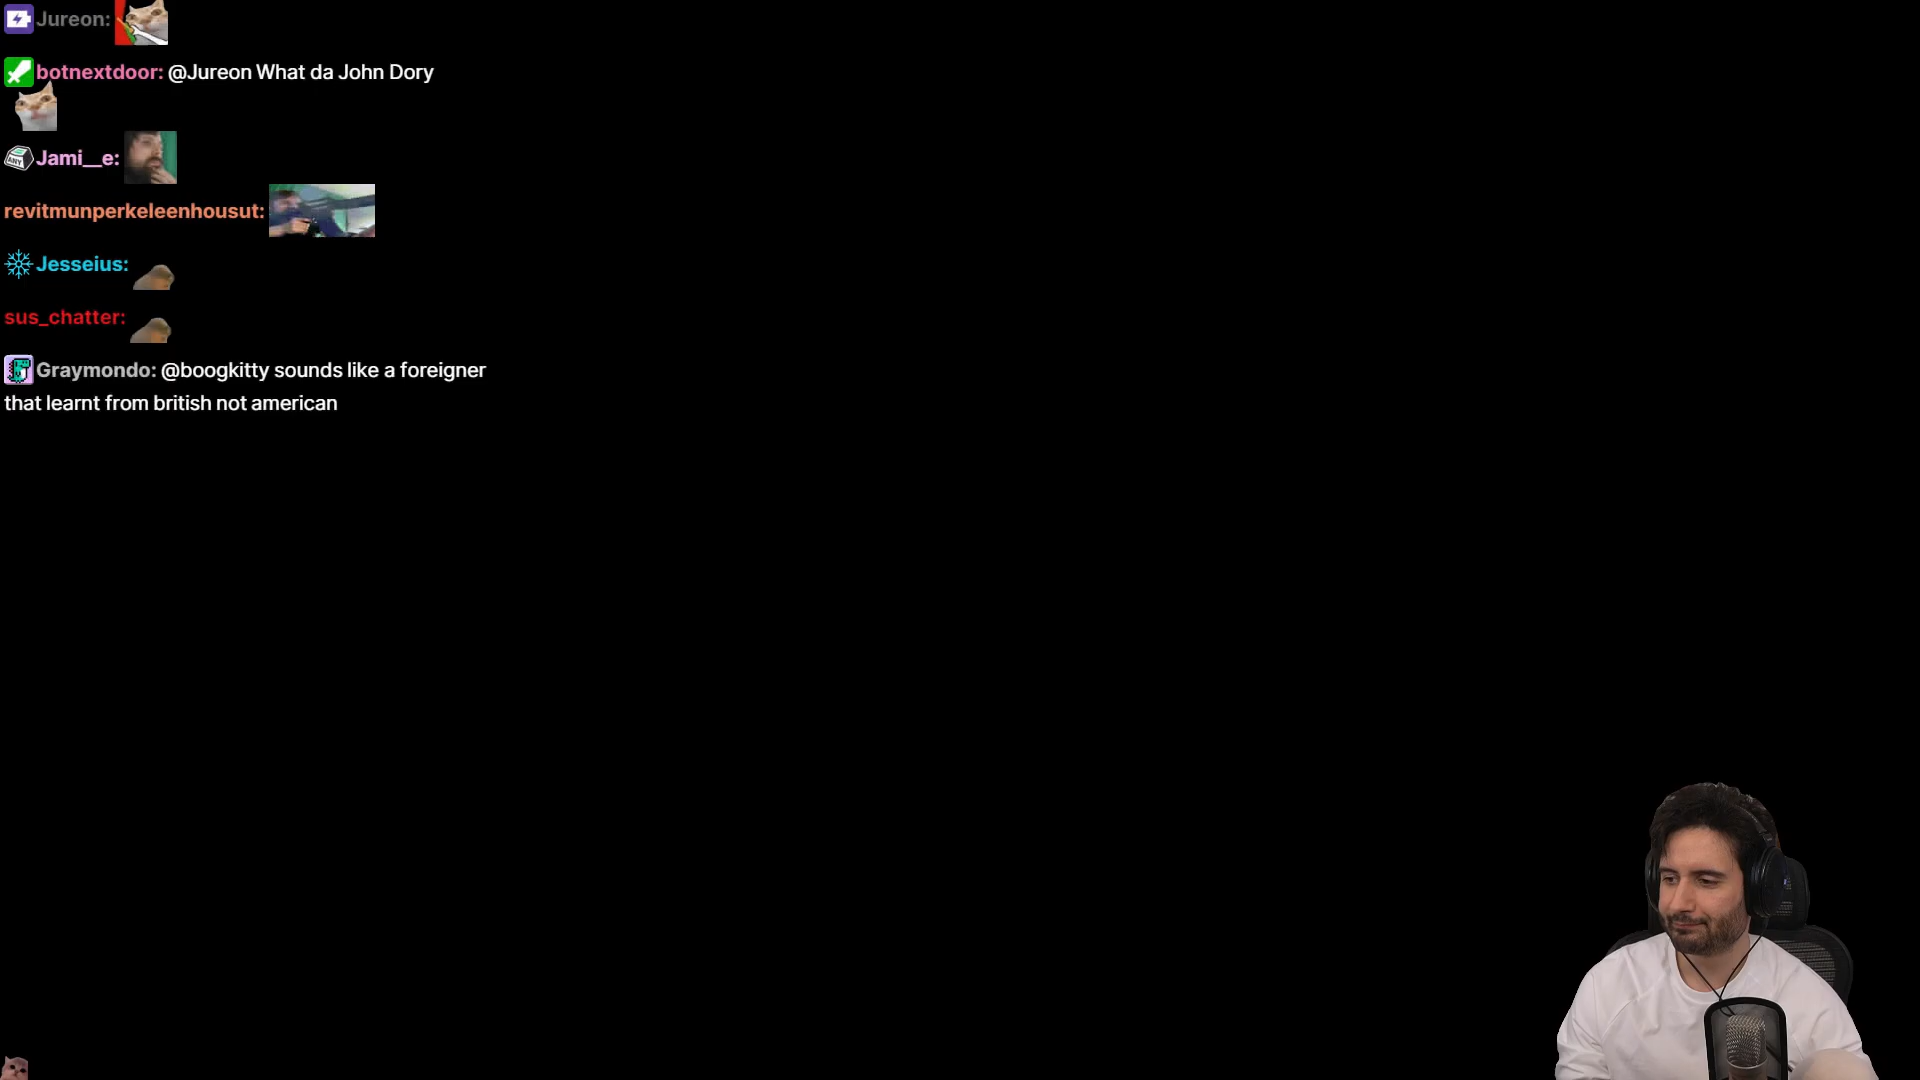 Jureon:
botnextdoor: @Jureon What da John Dory
ANY Jami__e:
revitmunperkeleenhousut:
Jesseius:
sus_chatter:
Graymondo: @boogkitty sounds like a foreigner
that learnt from british not american